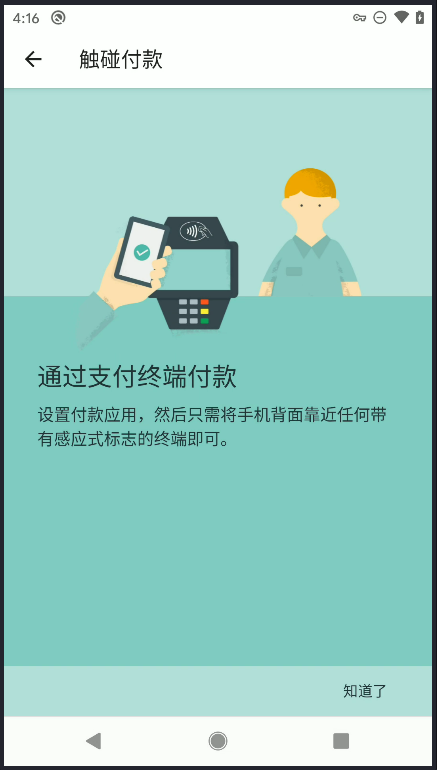 4:16
触碰付款
通过支付终端付款
设置付款应用，然后只需将手机背面靠近任何带
有感应式标志的终端即可。
知道了